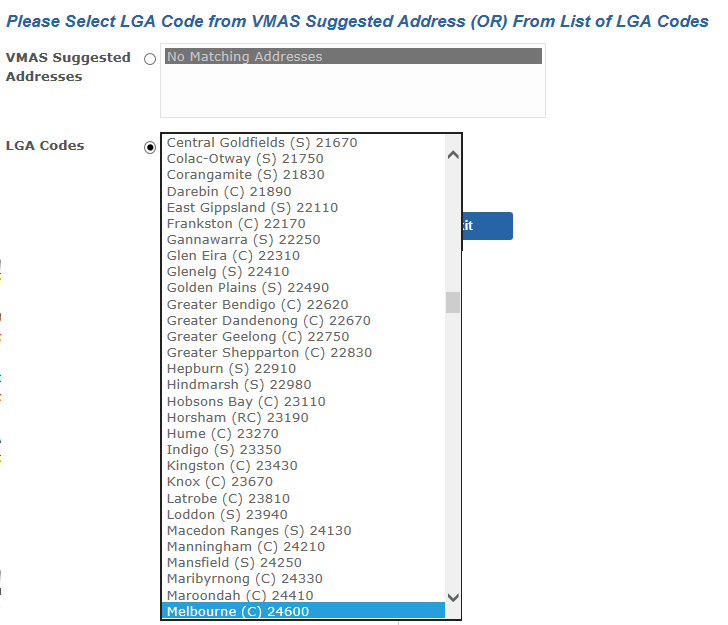 Please Select LGA Code from VMAS Suggested Address (OR) From List of LGA Codes
VMAS Suggested
Addresses
No Matching Addresses
LGA Codes
Central Goldfields (S) 21670
Colac-Otway (S) 21750
Corangamite (S) 21830
Darebin (C) 21890
East Gippsland (S) 22110
Frankston (C) 22170
Gannawarra (S) 22250
Glen Eira (C) 22310
Glenelg (S) 22410
Golden Plains (S) 22490
Greater Bendigo (C) 22620
Greater Dandenong (C) 22670
Greater Geelong (C) 22750
Greater Shepparton (C) 22830
Hepburn (S) 22910
Hindmarsh (S) 22980
Hobsons Bay (C) 23110
Horsham (RC) 23190
Hume (C) 23270
Indigo (S) 23350
Kingston (C) 23430
Knox (C) 23670
Latrobe (C) 23810
Loddon (S) 23940
Macedon Ranges (S) 24130
Manningham (C) 24210
Mansfield (S) 24250
Maribyrnong (C) 24330
Maroondah (C) 24410
Melbourne (C) 24600